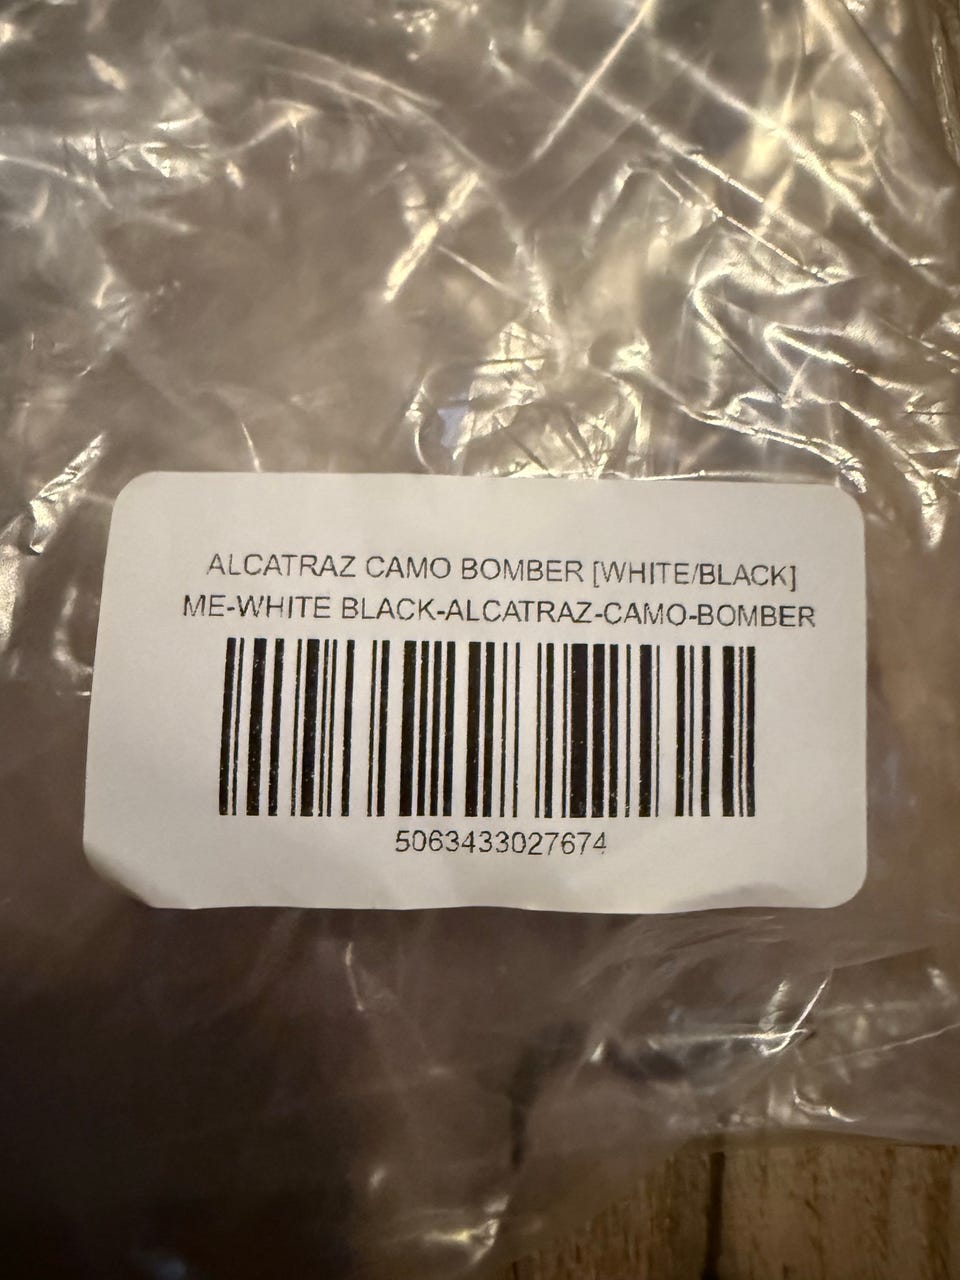 ALCATRAZ CAMO BOMBER [WHITE/BLACK]
ME-WHITE BLACK-ALCATRAZ-CAMO-BOMBER
5063433027674